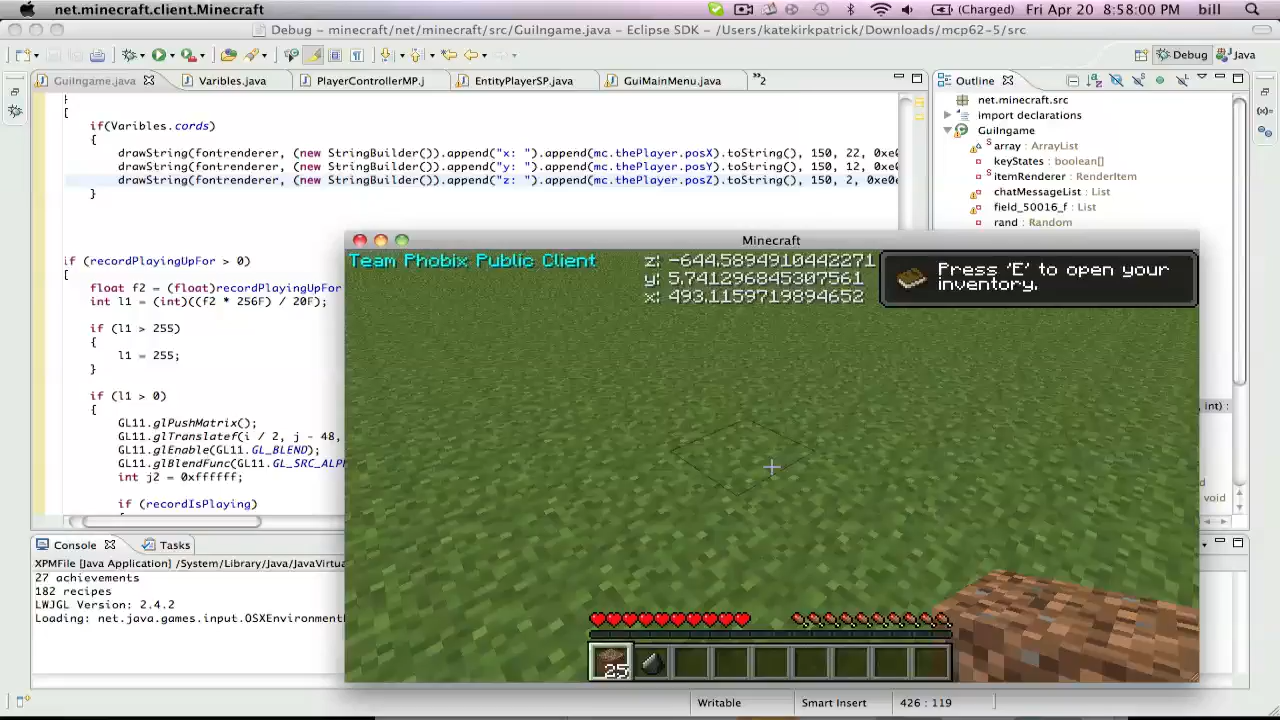 net.minecraft.client.Minecraft
(Charged) Fri Apr 20 8:58:00 PM bill
Debug - minecraft/net/minecraft/src/GuiIngame.java - Eclipse SDK - /Users/katekirkpatrick/Downloads/mcp62-5/src
Debug Java
GuiIngame.java Varibles.java PlayerControllerMP.j EntityPlayerSP.java GuiMainMenu.java »2
Outline
}
{
if(Varibles.cords)
{
drawString(fontrenderer, (new StringBuilder()).append("x: ").append(mc.thePlayer.posX).toString(), 150, 22, 0xe0
drawString(fontrenderer, (new StringBuilder()).append("y: ").append(mc.thePlayer.posY).toString(), 150, 12, 0xe0
drawString(fontrenderer, (new StringBuilder()).append("z: ").append(mc.thePlayer.posZ).toString(), 150, 2, 0xe0
}
if (recordPlayingUpFor > 0)
{
float f2 = (float)recordPlayingUpFor
int l1 = (int)((f2 * 256F) / 20F);
if (l1 > 255)
{
l1 = 255;
}
if (l1 > 0)
{
GL11.glPushMatrix();
GL11.glTranslatef(i / 2, j - 48,
GL11.glEnable(GL11.GL_BLEND);
GL11.glBlendFunc(GL11.GL_SRC_ALP
int j2 = 0xffffff;
if (recordIsPlaying)
{
net.minecraft.src
import declarations
GuiIngame
array : ArrayList
keyStates : boolean[]
itemRenderer : RenderItem
chatMessageList : List
field_50016_f : List
rand : Random
, int) :
void
Minecraft
Team Phobix Public Client
z: -644.5894910442271
y: 5.741296845307561
x: 493.1159719894652
Press 'E' to open your
inventory.
25
Console Tasks
XPMFile [Java Application] /System/Library/Java/JavaVirtua
27 achievements
182 recipes
LWJGL Version: 2.4.2
Loading: net.java.games.input.OSXEnvironment
Writable Smart Insert 426 : 119